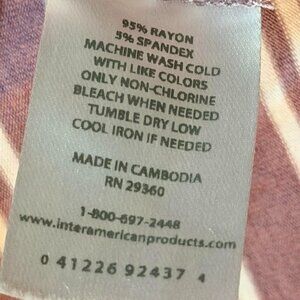 95% RAYON
5% SPANDEX
MACHINE WASH COLD
WITH LIKE COLORS
ONLY NON-CHLORINE
BLEACH WHEN NEEDED
TUMBLE DRY LOW
COOL IRON IF NEEDED
MADE IN CAMBODIA
RN 29360
1-800-697-2448
www.interamericanproducts.com
0 41226 92437 4